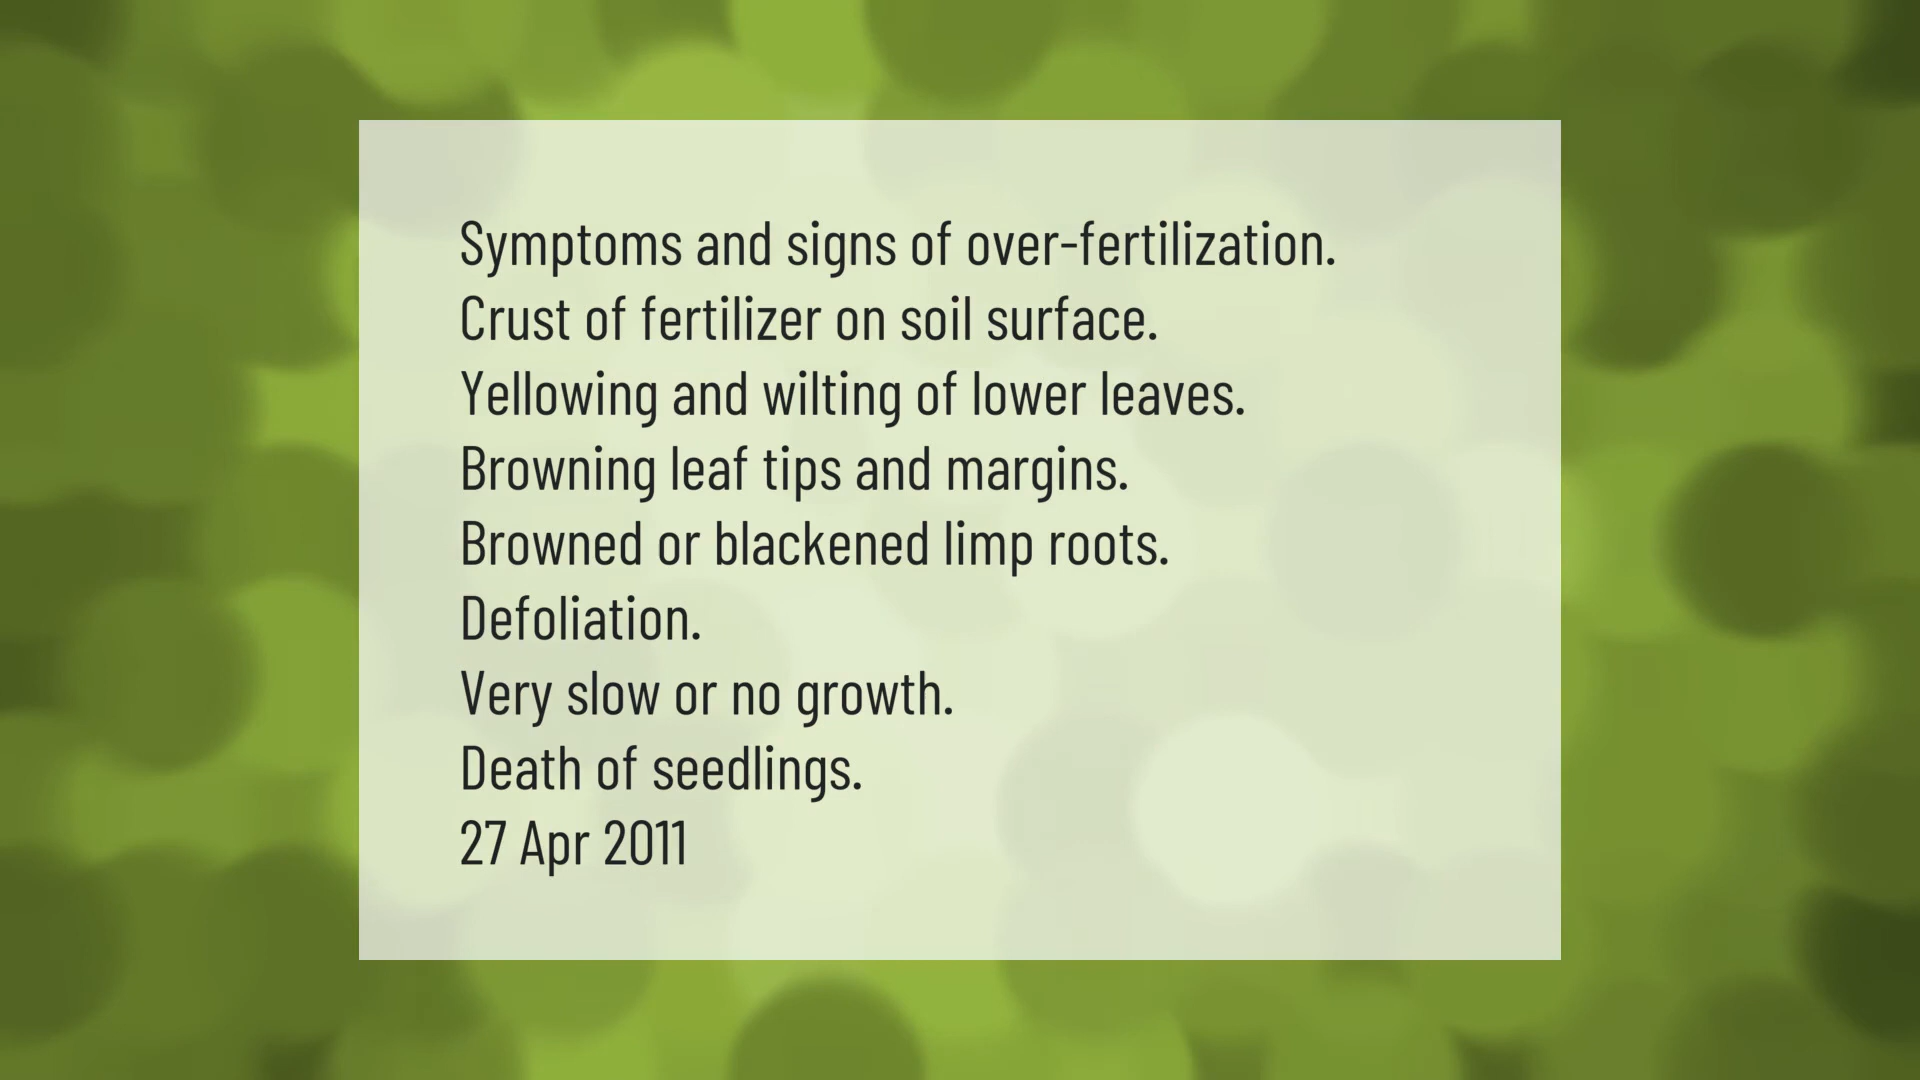 Symptoms and signs of over-fertilization.
Crust of fertilizer on soil surface.
Yellowing and wilting of lower leaves.
Browning leaf tips and margins.
Browned or blackened limp roots.
Defoliation.
Very slow or no growth.
Death of seedlings.
27 Apr 2011